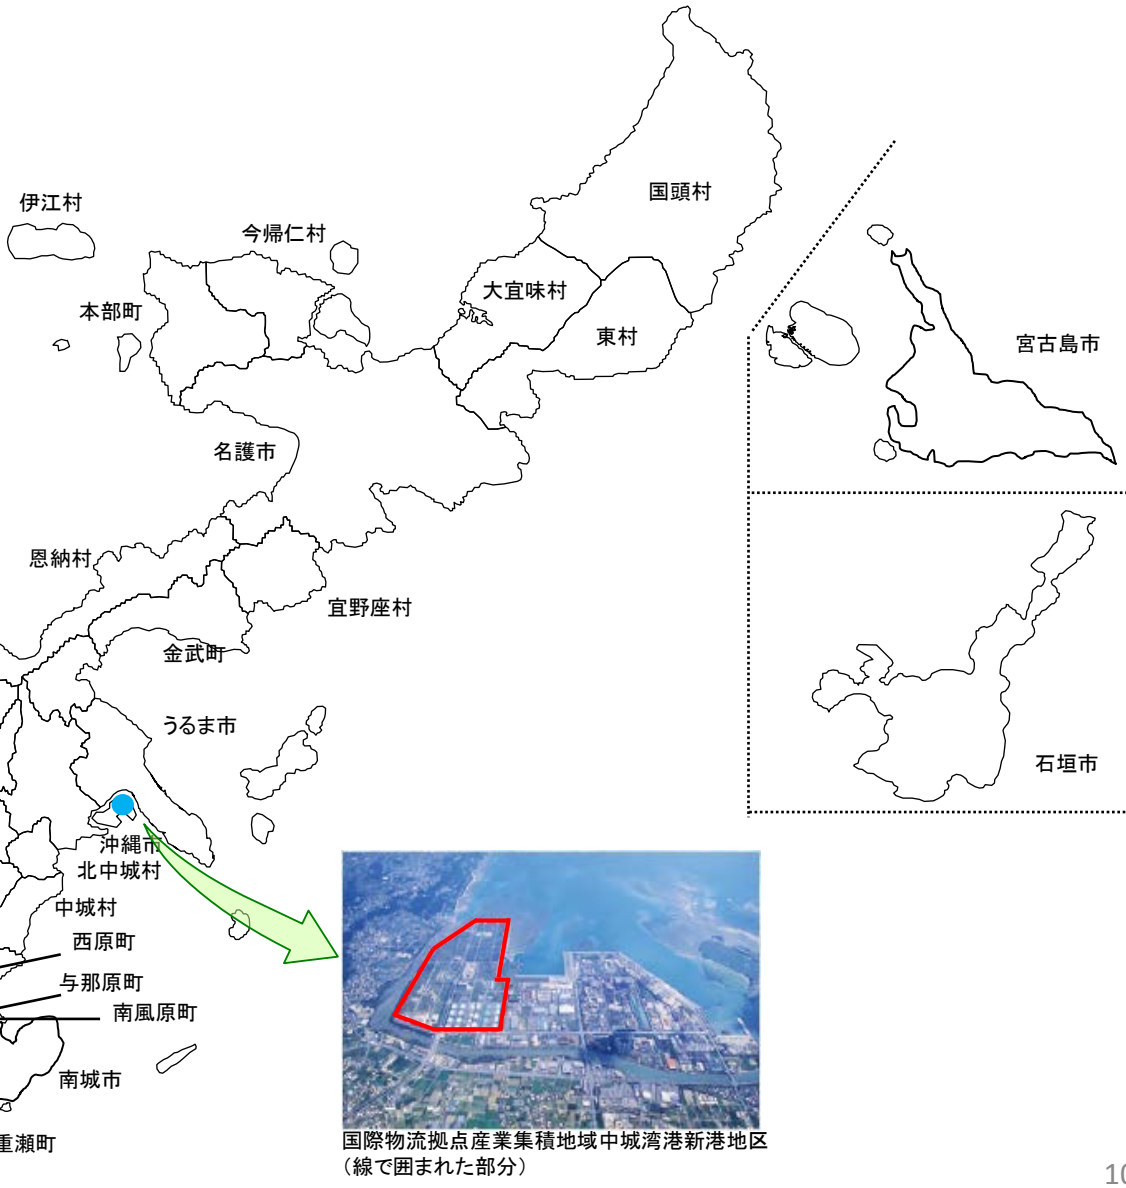 国頭村
伊江村
今帰仁村
大宜味村
本部町
東村
宮古島市
名護市
恩納村
宜野座村
金武町
うるま市
石垣市
沖縄市
北中城村
中城村
西原町
与那原町
南風原町
南城市
重瀬町
国際物流拠点産業集積地域中城湾港新港地区
（線で囲まれた部分）
10